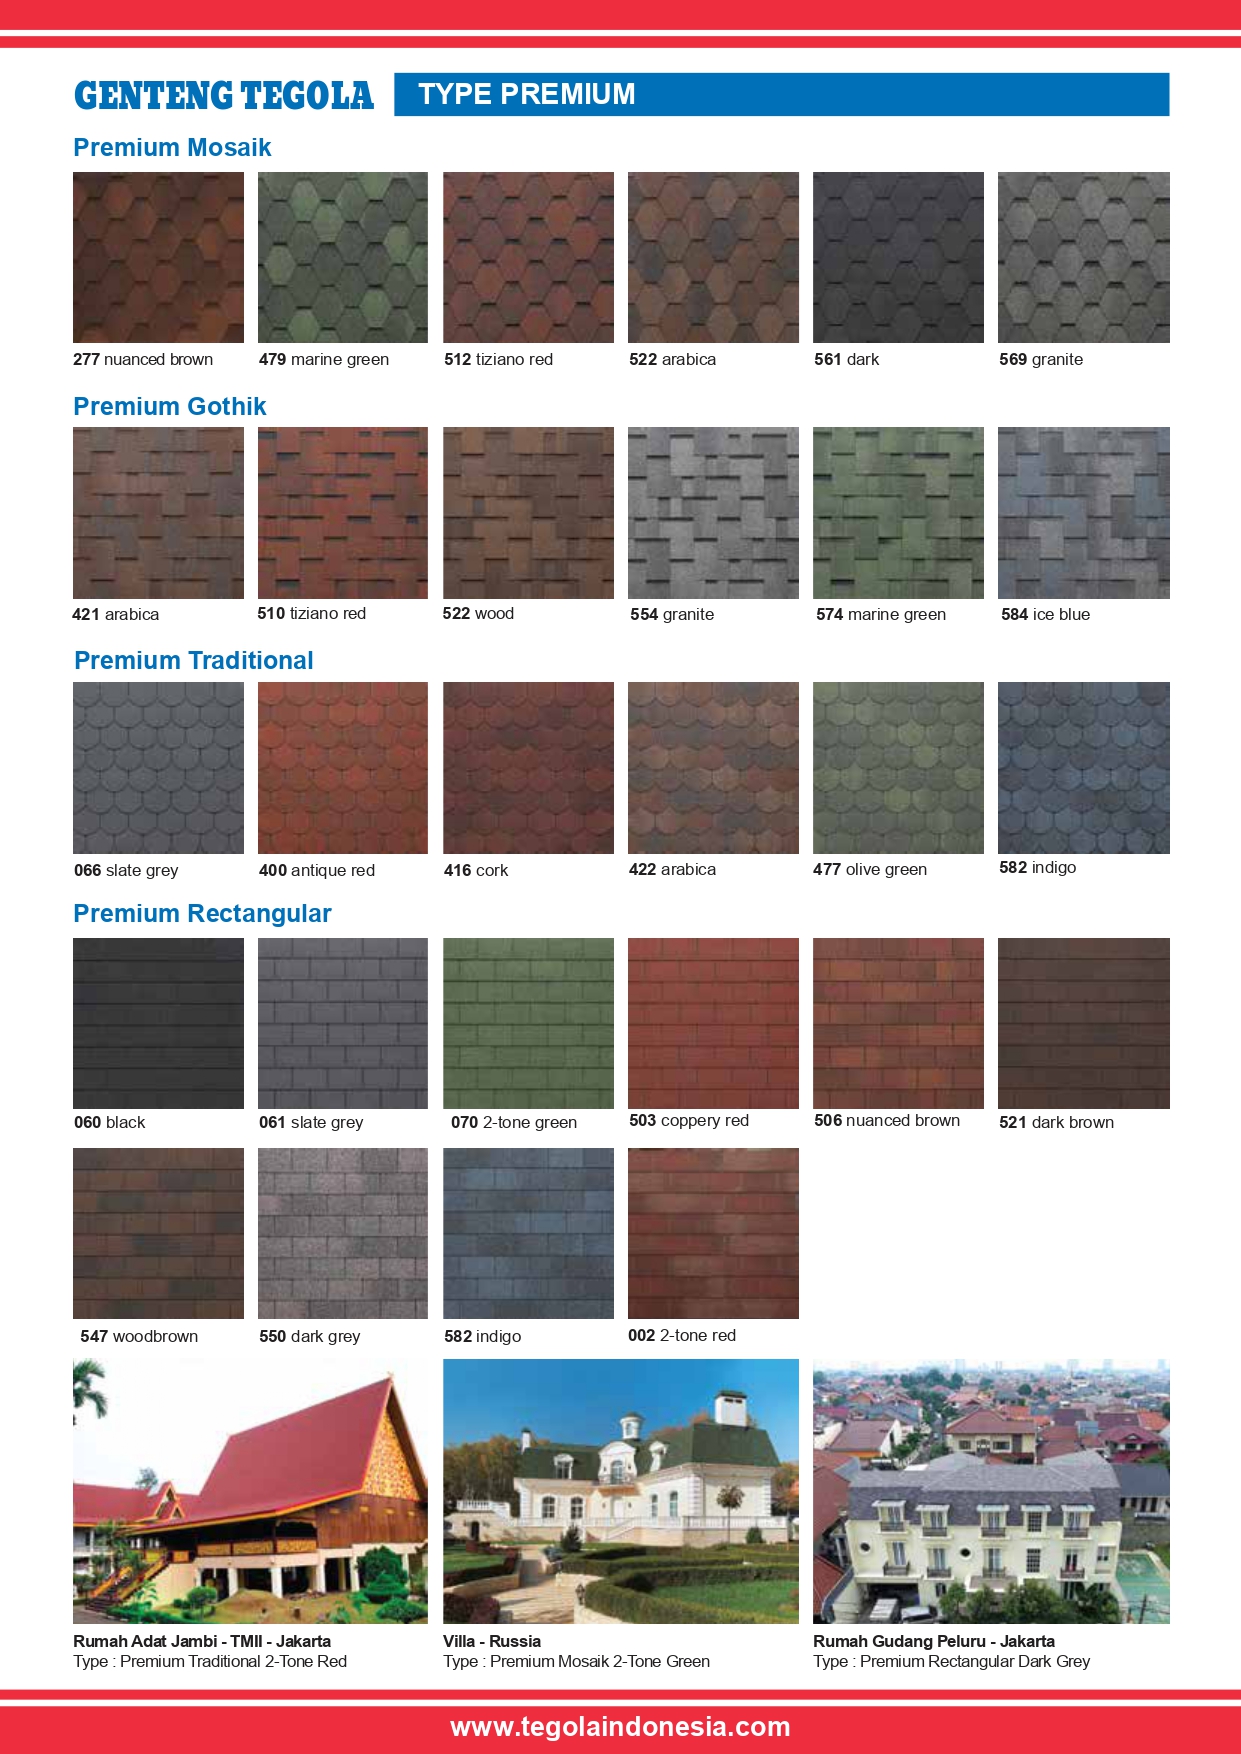 GENTENG TEGOLA TYPE PREMIUM
Premium Mosaik
277 nuanced brown 479 marine green 512 tiziano red 522 arabica 561 dark 569 granite
Premium Gothik
421 arabica 510 tiziano red 522 wood 554 granite 574 marine green 584 ice blue
Premium Traditional
066 slate grey 400 antique red 416 cork 422 arabica 477 olive green 582 indigo
Premium Rectangular
060 black 061 slate grey 070 2-tone green 503 coppery red 506 nuanced brown 521 dark brown
547 woodbrown 550 dark grey 582 indigo 002 2-tone red
Rumah Adat Jambi - TMII - Jakarta
Type : Premium Traditional 2-Tone Red
Villa - Russia
Type : Premium Mosaik 2-Tone Green
Rumah Gudang Peluru - Jakarta
Type : Premium Rectangular Dark Grey
www.tegolaindonesia.com